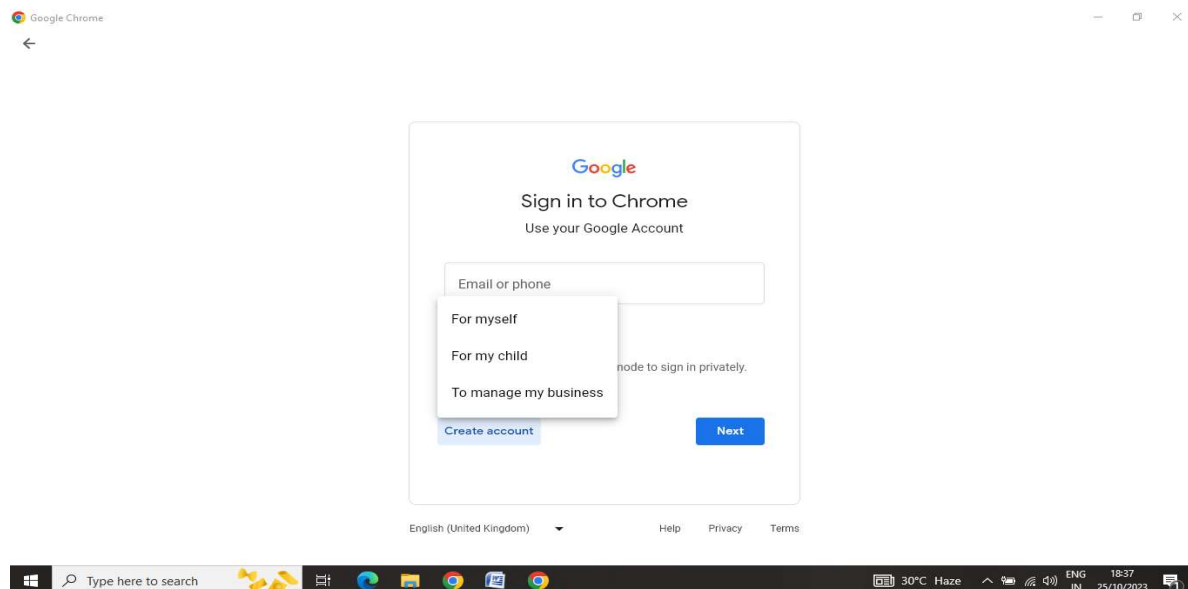 Google Chrome
Google
Sign in to Chrome
Use your Google Account
Email or phone
For myself
For my child
mode to sign in privately.
To manage my business
Create account
Next
English (United Kingdom)
Help Privacy Terms
Type here to search
30°C Haze
ENG
IN
18:37
25/10/2023